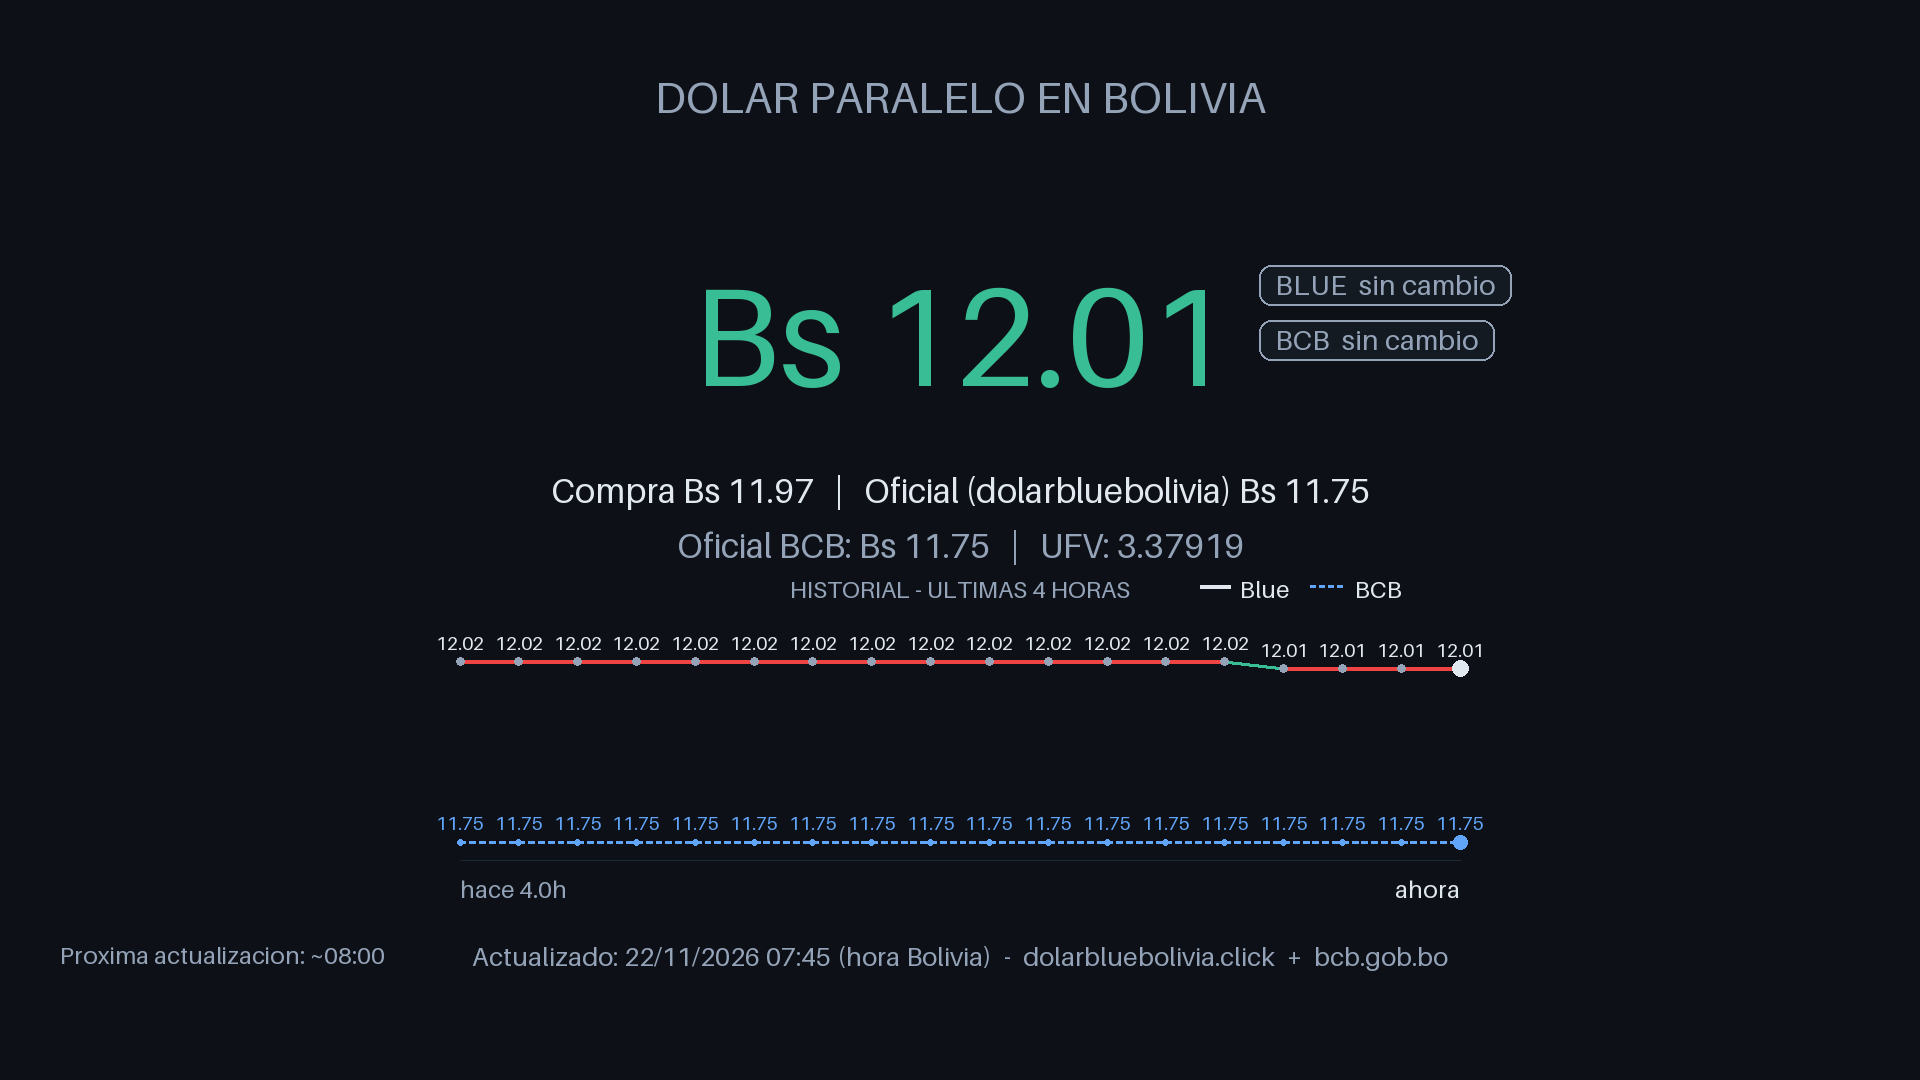 DOLAR PARALELO EN BOLIVIA
Bs 12.01
BLUE sin cambio
BCB sin cambio
Compra Bs 11.97 | Oficial (dolarbluebolivia) Bs 11.75
Oficial BCB: Bs 11.75 | UFV: 3.37919
HISTORIAL - ULTIMAS 4 HORAS Blue BCB
12.02 12.02 12.02 12.02 12.02 12.02 12.02 12.02 12.02 12.02 12.02 12.02 12.02 12.02 12.01 12.01 12.01 12.01
11.75 11.75 11.75 11.75 11.75 11.75 11.75 11.75 11.75 11.75 11.75 11.75 11.75 11.75 11.75 11.75 11.75 11.75
hace 4.0h ahora
Proxima actualizacion: ~08:00 Actualizado: 22/11/2026 07:45 (hora Bolivia) - dolarbluebolivia.click + bcb.gob.bo